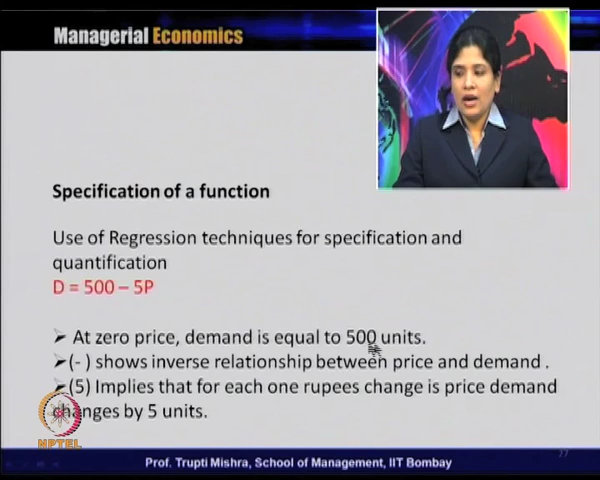 Managerial Economics
Specification of a function
Use of Regression techniques for specification and
quantification
D = 500 – 5P
➢ At zero price, demand is equal to 500 units.
➢ (- ) shows inverse relationship between price and demand .
➢ (5) Implies that for each one rupees change is price demand
changes by 5 units.
NPTEL
77
Prof. Trupti Mishra, School of Management, IIT Bombay